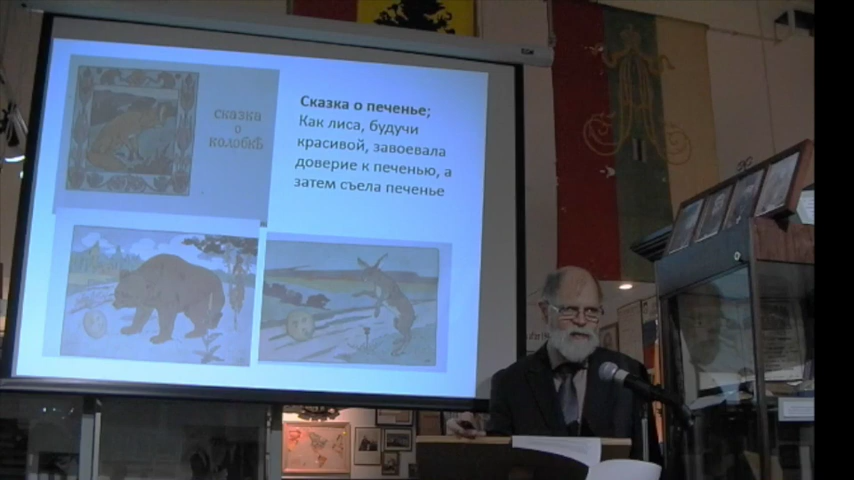 сказка
о
колобкѣ
Сказка о печенье;
Как лиса, будучи
красивой, завоевала
доверие к печенью, а
затем съела печенье